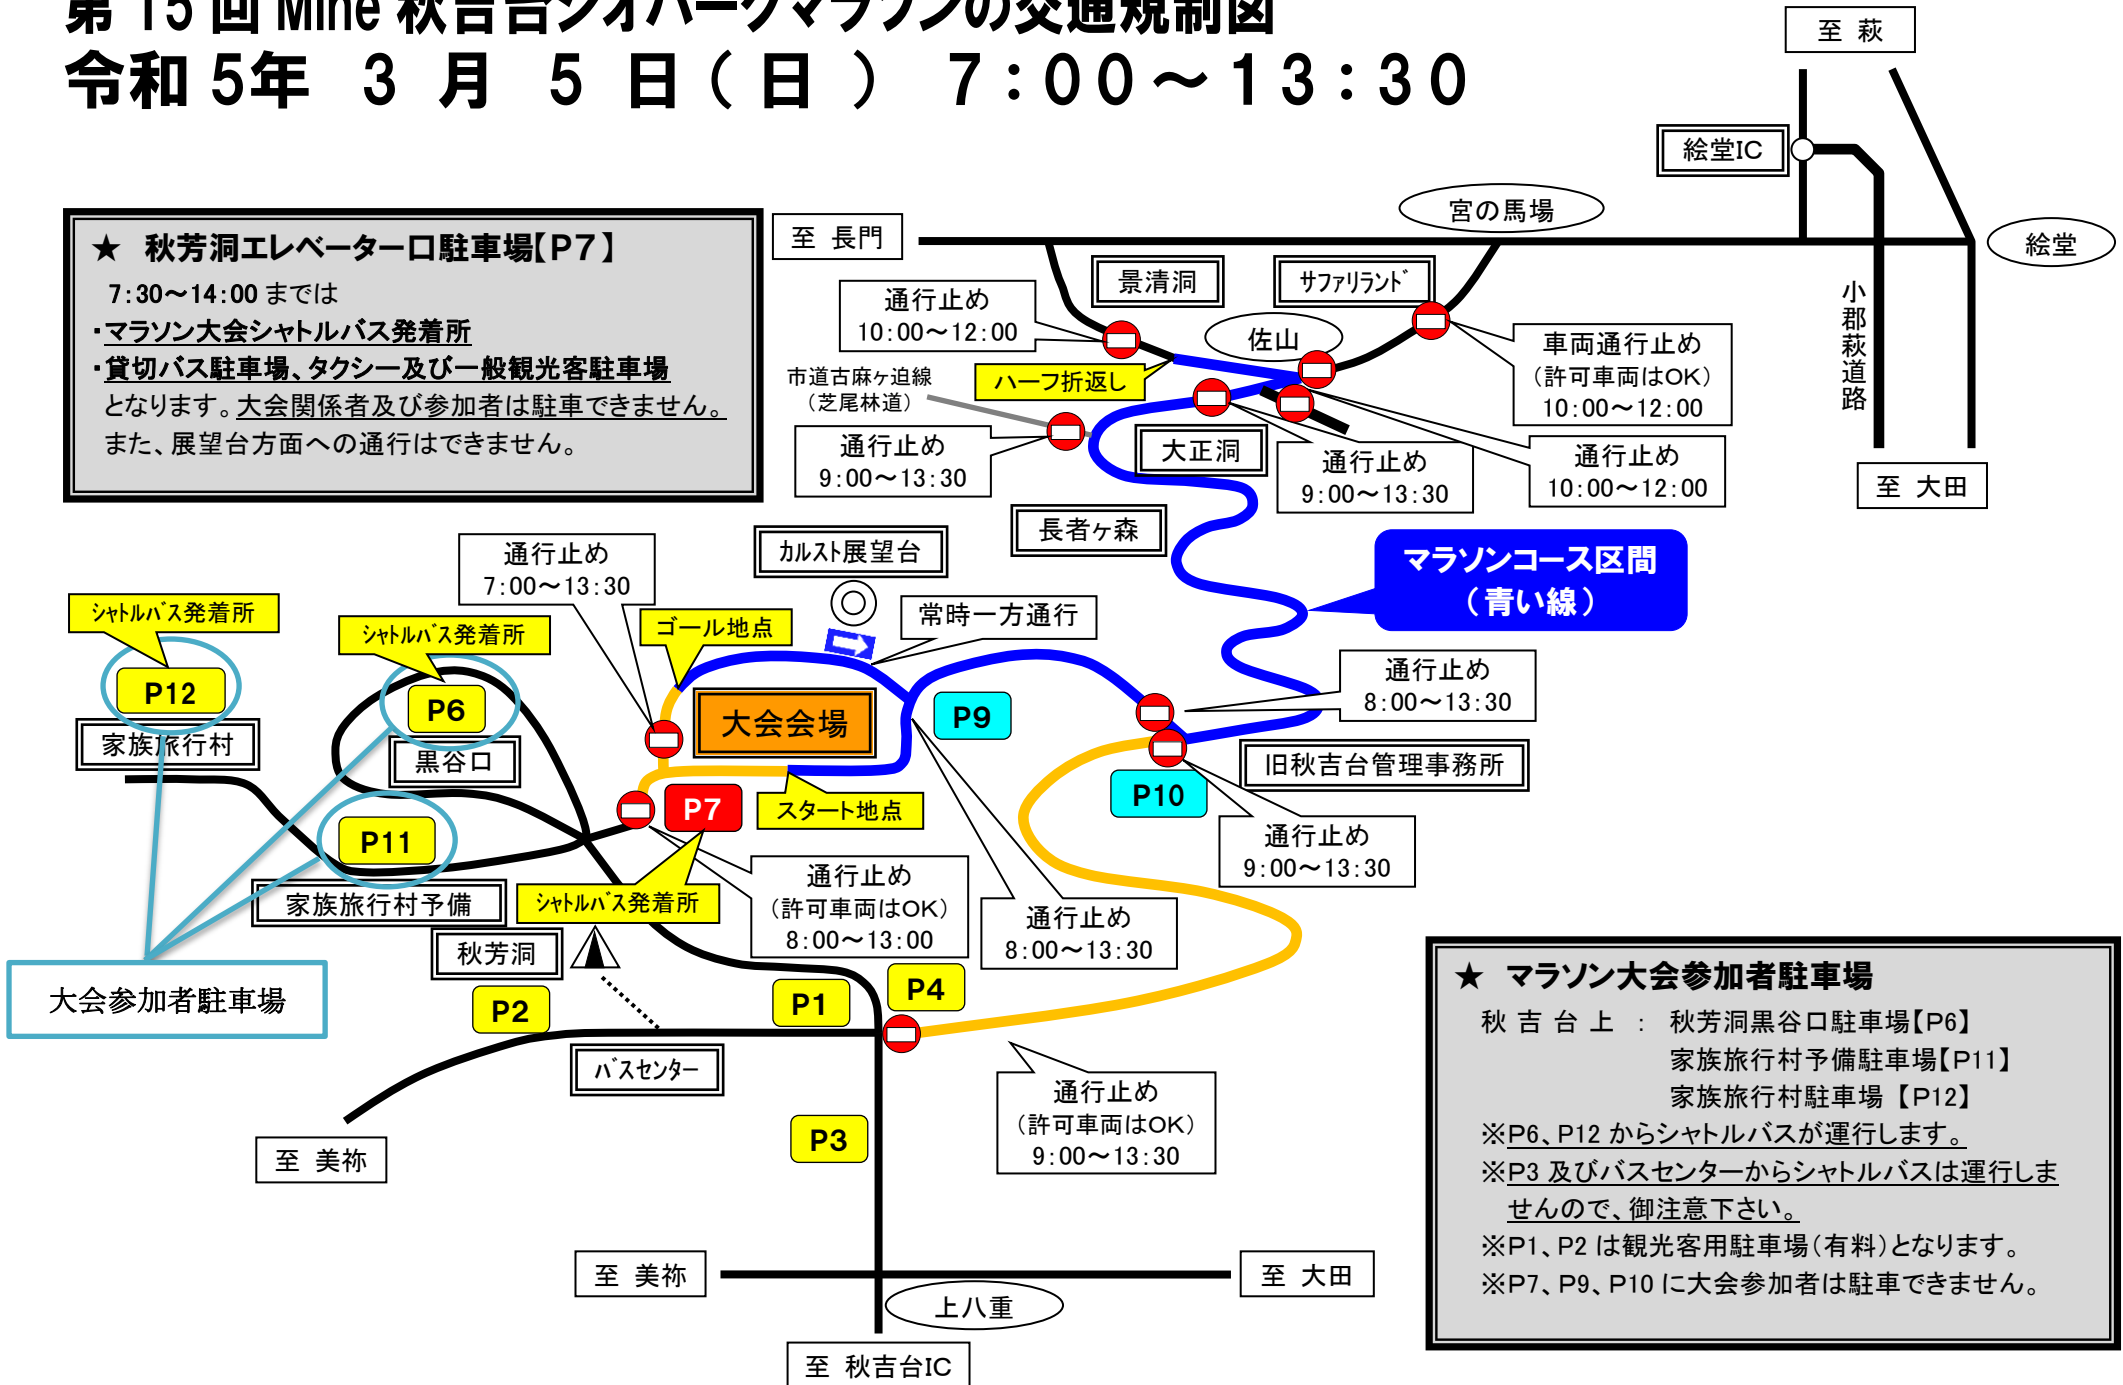 第 15 回 Mine 秋吉台ジオパークマラソンの交通規制図
令和 5年 3 月 5 日(日) 7:00～13:30
至 萩
絵堂IC
宮の馬場
至 長門
絵堂
小郡萩道路
★ 秋芳洞エレベーター口駐車場【P7】
7:30～14:00 までは
・マラソン大会シャトルバス発着所
・貸切バス駐車場、タクシー及び一般観光客駐車場
となります。大会関係者及び参加者は駐車できません。
また、展望台方面への通行はできません。
景清洞
サファリランド
通行止め
10:00～12:00
佐山
車両通行止め
(許可車両はOK)
10:00～12:00
市道古麻ヶ迫線
(芝尾林道)
ハーフ折返し
通行止め
9:00～13:30
大正洞
通行止め
9:00～13:30
通行止め
10:00～12:00
至 大田
長者ヶ森
カルスト展望台
通行止め
7:00～13:30
マラソンコース区間
(青い線)
シャトルバス発着所
シャトルバス発着所
ゴール地点
常時一方通行
P12
P6
大会会場
P9
通行止め
8:00～13:30
家族旅行村
黒谷口
旧秋吉台管理事務所
P10
P7
スタート地点
P11
通行止め
9:00～13:30
家族旅行村予備
シャトルバス発着所
通行止め
(許可車両はOK)
8:00～13:00
通行止め
8:00～13:30
秋芳洞
大会参加者駐車場
P2
P1
P4
バスセンター
通行止め
(許可車両はOK)
9:00～13:30
P3
至 美祢
★ マラソン大会参加者駐車場
秋 吉 台 上 : 秋芳洞黒谷口駐車場【P6】
家族旅行村予備駐車場【P11】
家族旅行村駐車場 【P12】
※P6、P12 からシャトルバスが運行します。
※P3 及びバスセンターからシャトルバスは運行しま
せんので、御注意下さい。
※P1、P2 は観光客用駐車場(有料)となります。
※P7、P9、P10 に大会参加者は駐車できません。
至 美祢
至 大田
上八重
至 秋吉台IC